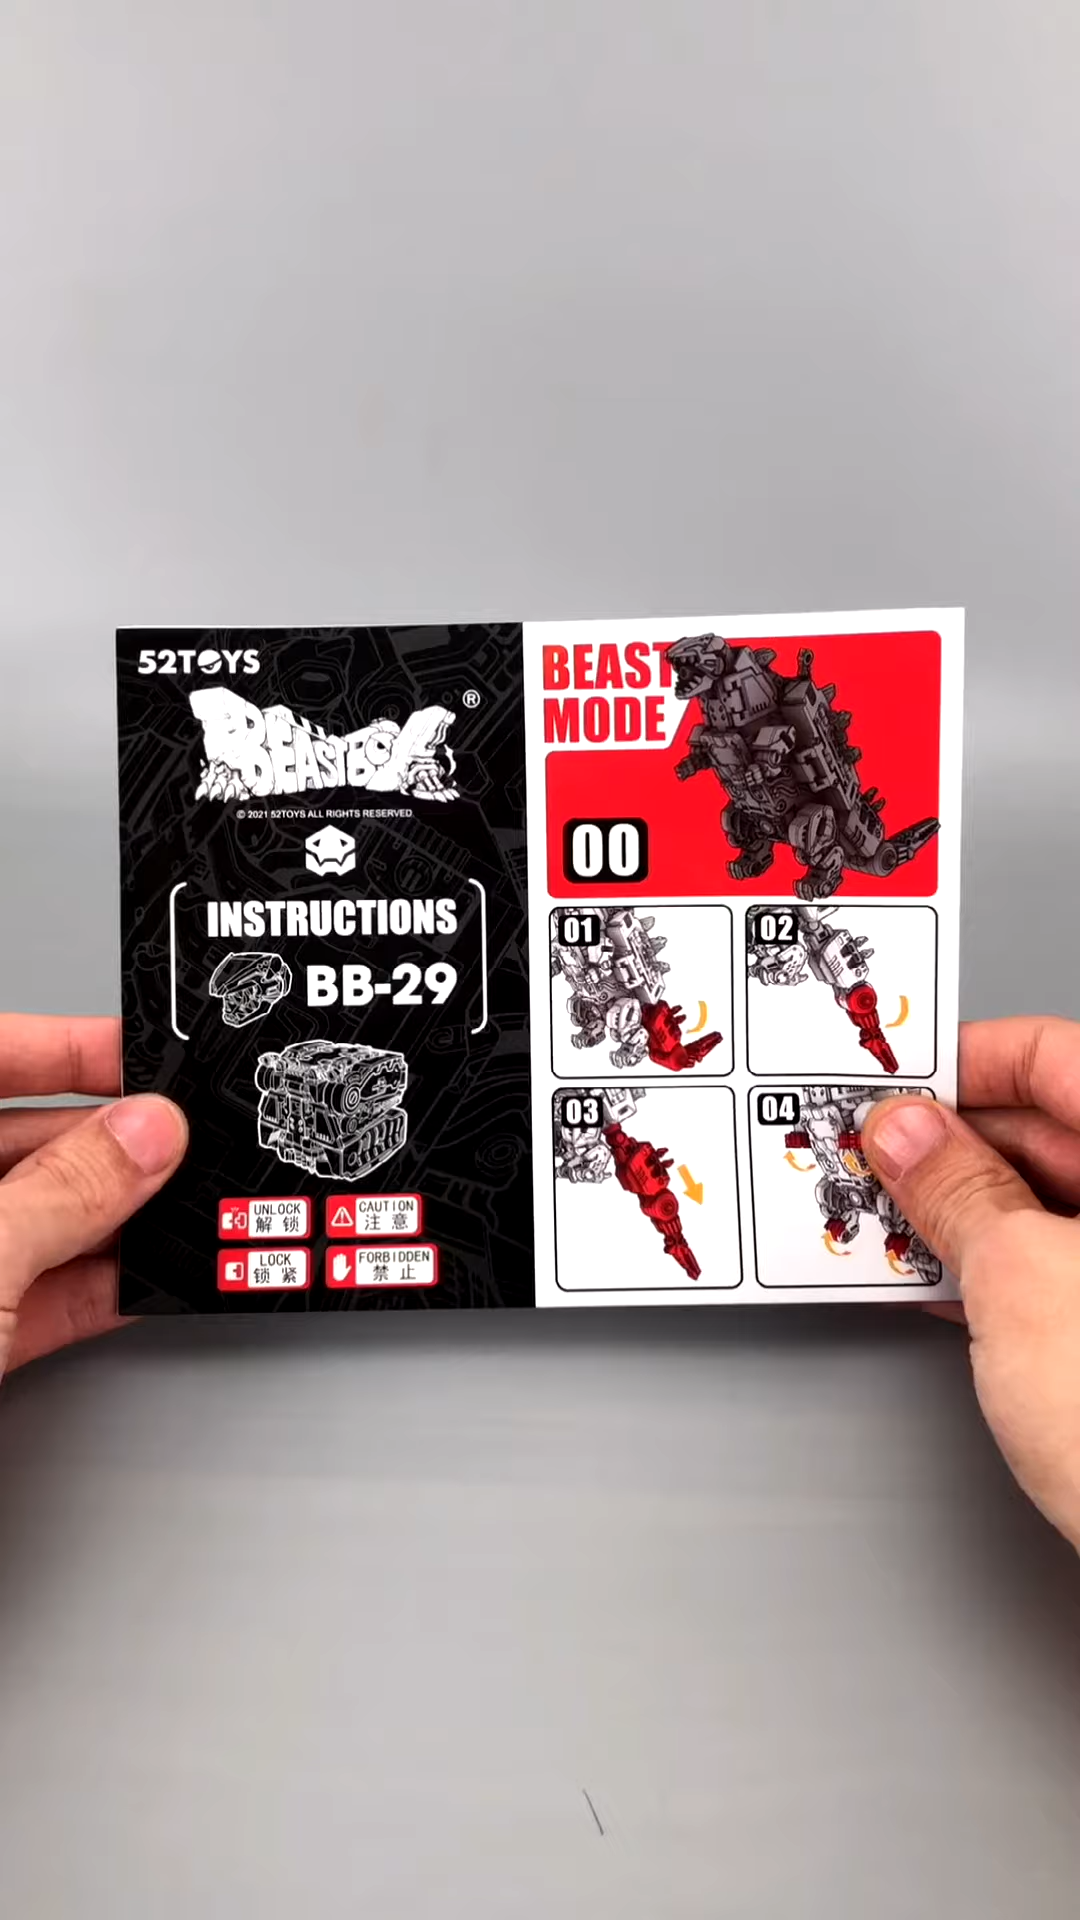 52TOYS
BEASTBOX
®
© 2021 52TOYS ALL RIGHTS RESERVED
INSTRUCTIONS
BB-29
UNLOCK
解锁
CAUTION
注意
LOCK
锁紧
FORBIDDEN
禁止
BEAST
MODE
00
01
02
03
04